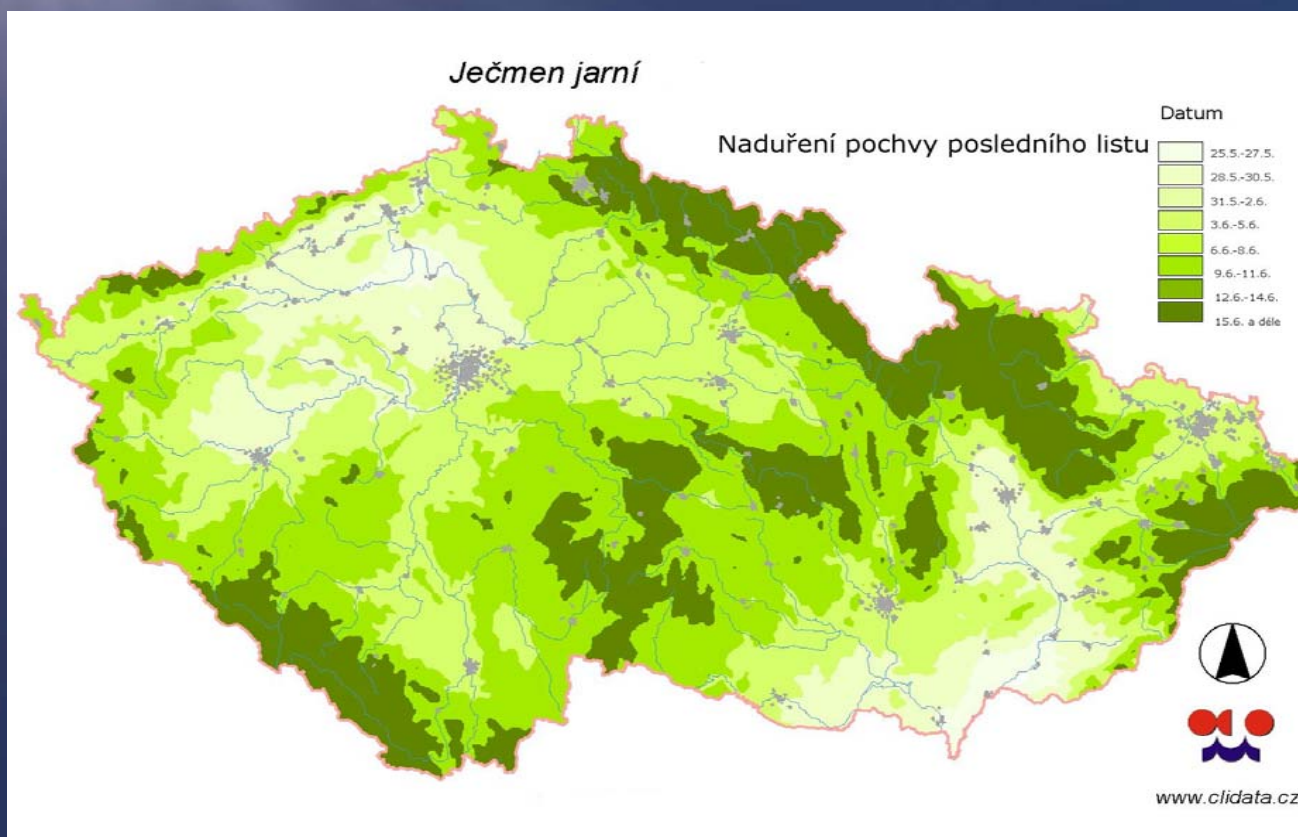 Ječmen jarní
Datum
Naduření pochvy posledního listu
25.5.-27.5.
28.5.-30.5.
31.5.-2.6.
3.6.-5.6.
6.6.-8.6.
9.6.-11.6.
12.6.-14.6.
15.6. a déle
www.clidata.cz